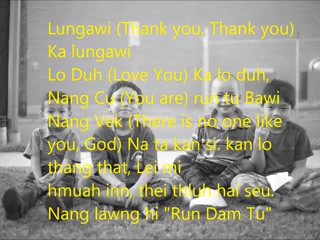 Lungawi (Thank you, Thank you)
Ka lungawi
Lo Duh (Love You) Ka lo duh,
Nang Cu (You are) run tu Bawi
Nang Vek (There is no one like
you, God) Na ta kan si. kan lo
thang that, Lei mi
hmuah inn, thei thluh hai seu.
Nang lawng hi "Run Dam Tu"